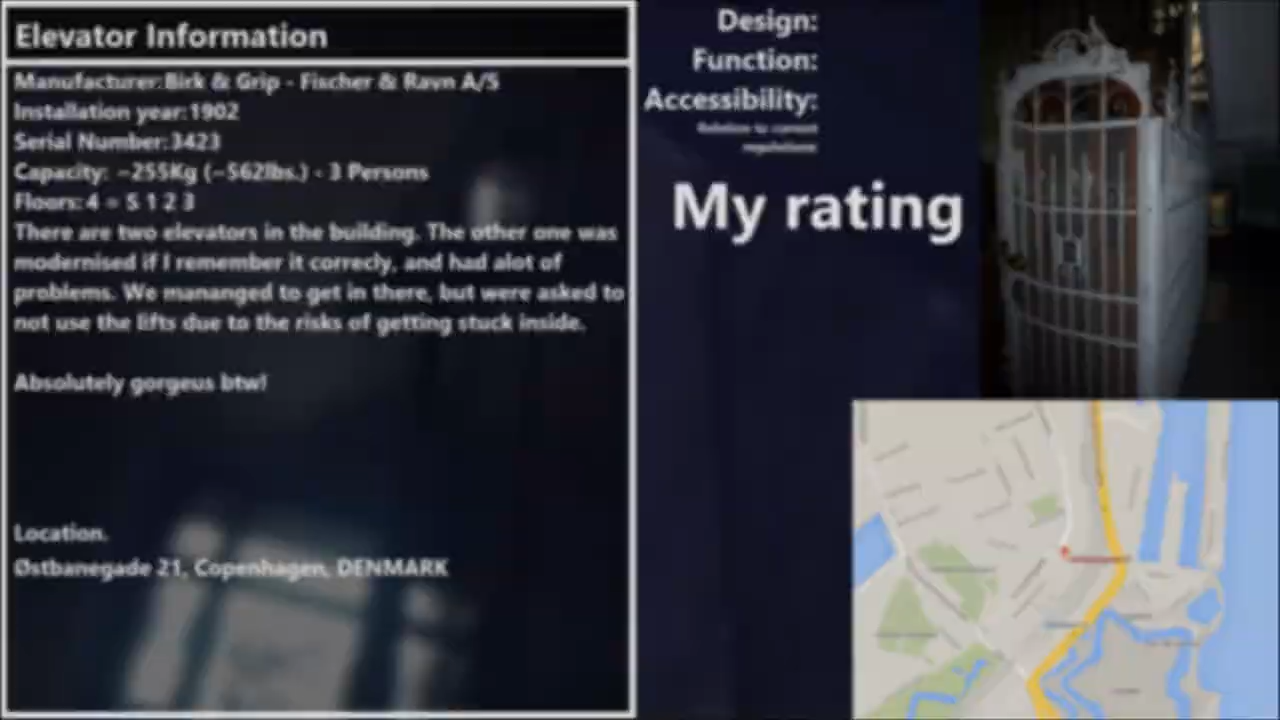 Elevator Information
Manufacturer:Birk & Grip - Fischer & Ravn A/S
Installation year:1902
Serial Number:3423
Capacity: ~255Kg (~562lbs.) - 3 Persons
Floors: 4 = S 1 2 3
There are two elevators in the building. The other one was
modernised if I remember it correcly, and had alot of
problems. We mananged to get in there, but were asked to
not use the lifts due to the risks of getting stuck inside.
Absolutely gorgeus btw!
Location.
Østbanegade 21, Copenhagen, DENMARK
Design:
Function:
Accessibility:
Relation to current
regulations
My rating